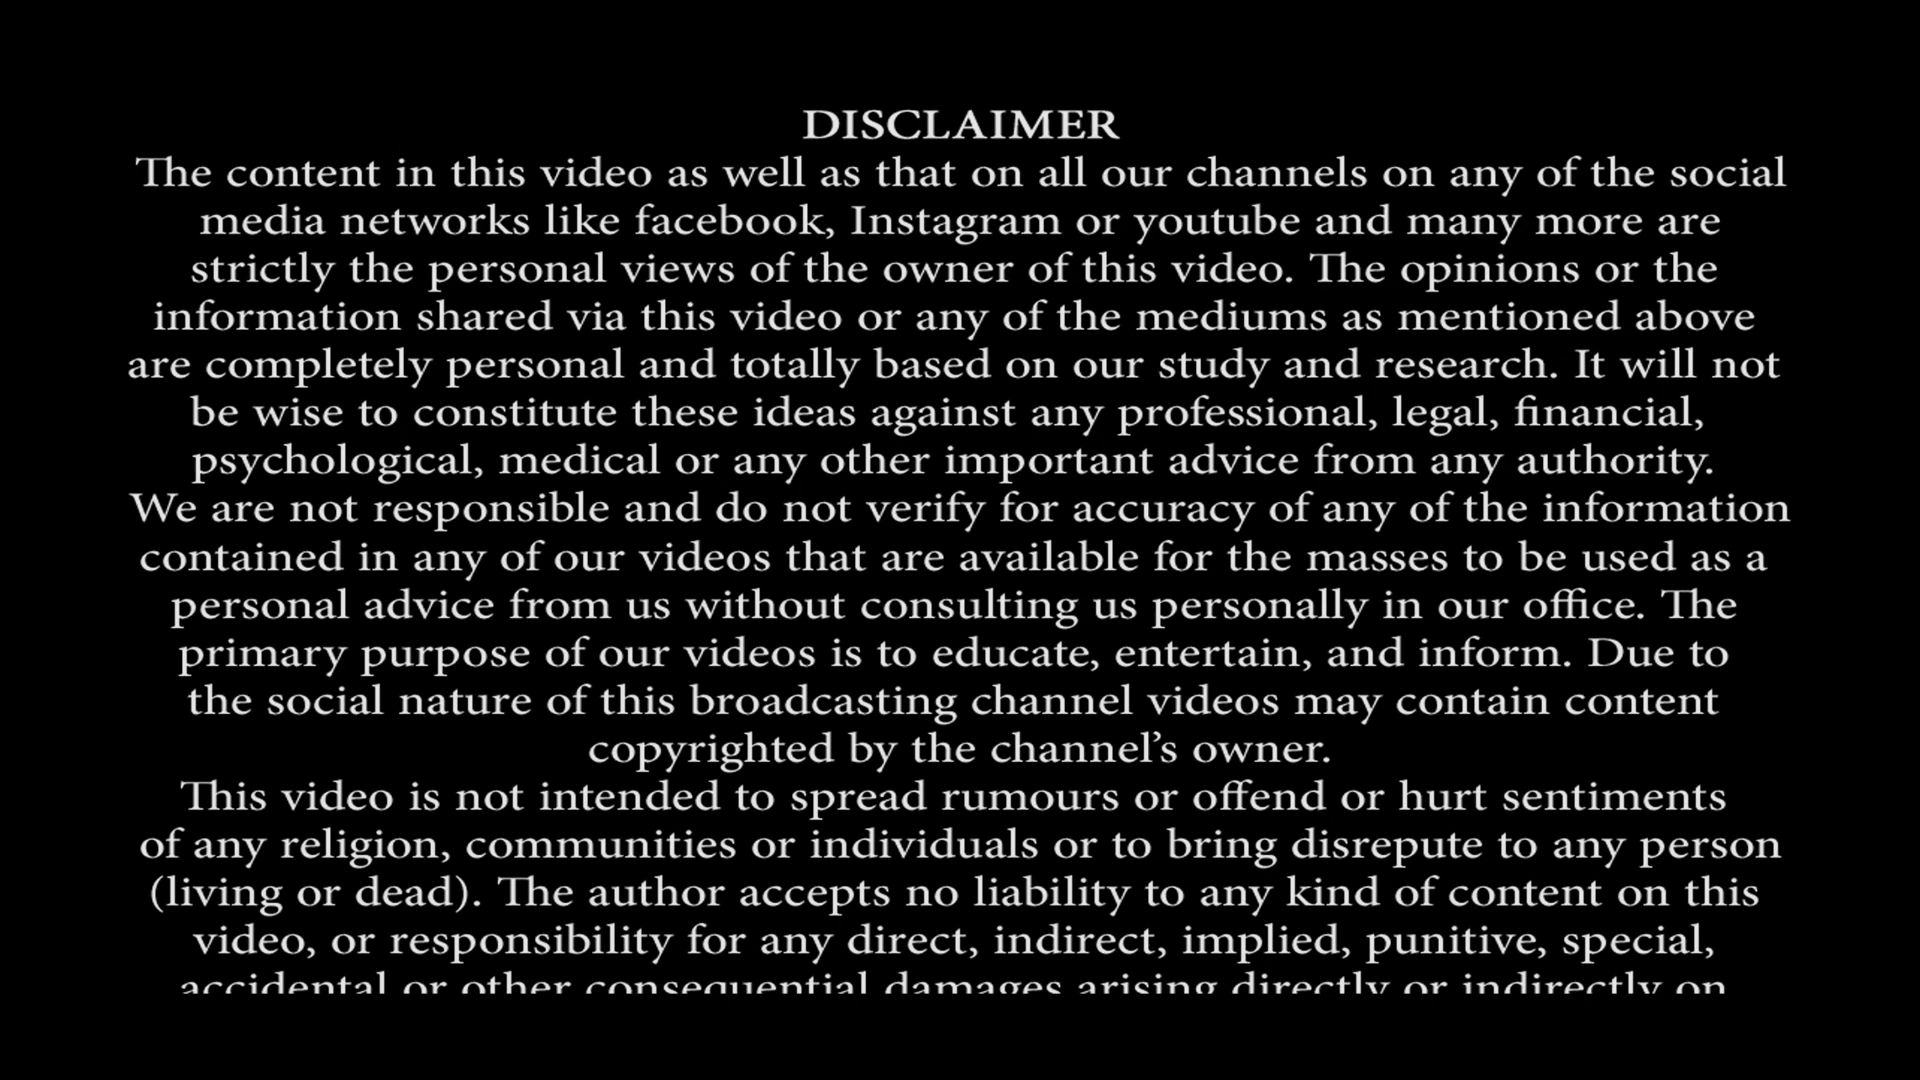 DISCLAIMER
The content in this video as well as that on all our channels on any of the social
media networks like facebook, Instagram or youtube and many more are
strictly the personal views of the owner of this video. The opinions or the
information shared via this video or any of the mediums as mentioned above
are completely personal and totally based on our study and research. It will not
be wise to constitute these ideas against any professional, legal, financial,
psychological, medical or any other important advice from any authority.
We are not responsible and do not verify for accuracy of any of the information
contained in any of our videos that are available for the masses to be used as a
personal advice from us without consulting us personally in our office. The
primary purpose of our videos is to educate, entertain, and inform. Due to
the social nature of this broadcasting channel videos may contain content
copyrighted by the channel’s owner.
This video is not intended to spread rumours or offend or hurt sentiments
of any religion, communities or individuals or to bring disrepute to any person
(living or dead). The author accepts no liability to any kind of content on this
video, or responsibility for any direct, indirect, implied, punitive, special,
accidental or other consequential damages arising directly or indirectly on